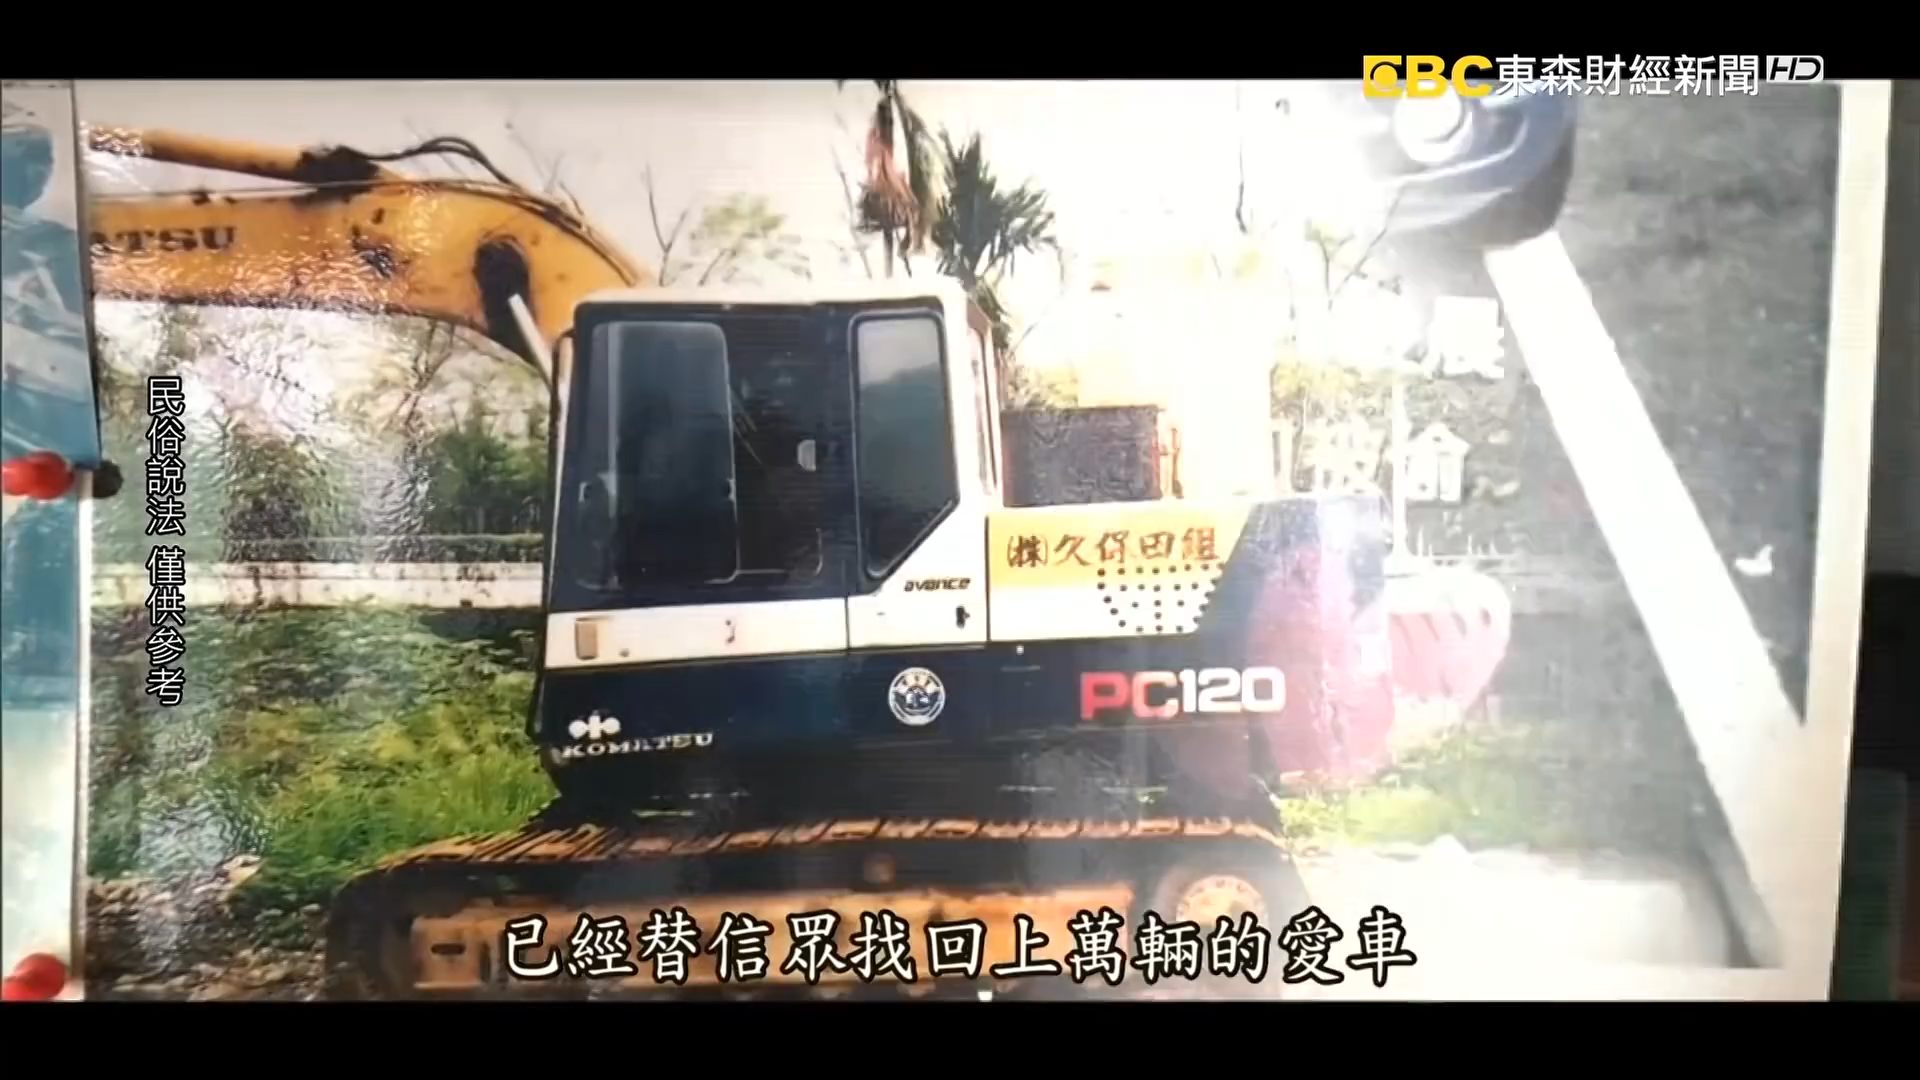 EBC東森財經新聞HD
ATSU
民俗說法 僅供參考
㈱久保田組
avance
PC120
KOMATSU
已經替信眾找回上萬輛的愛車